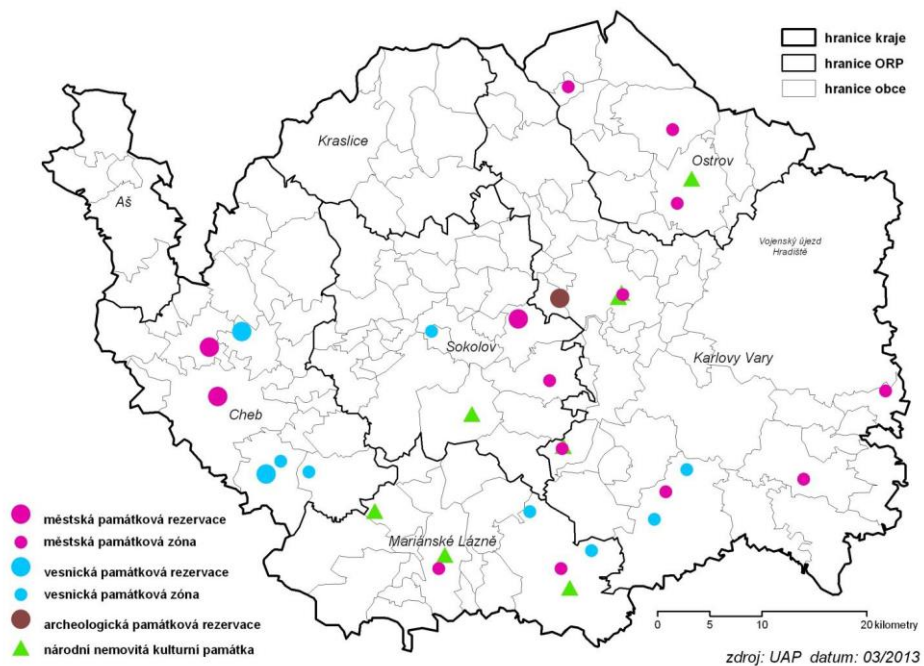 hranice kraje
hranice ORP
hranice obce
Kraslice
Ostrov
Aš
Vojenský újezd
Hradiště
Sokolov
Karlovy Vary
Cheb
Mariánské Lázně
městská památková rezervace
městská památková zóna
vesnická památková rezervace
vesnická památková zóna
archeologická památková rezervace
národní nemovitá kulturní památka
0 5 10 20 kilometry
zdroj: UAP datum: 03/2013